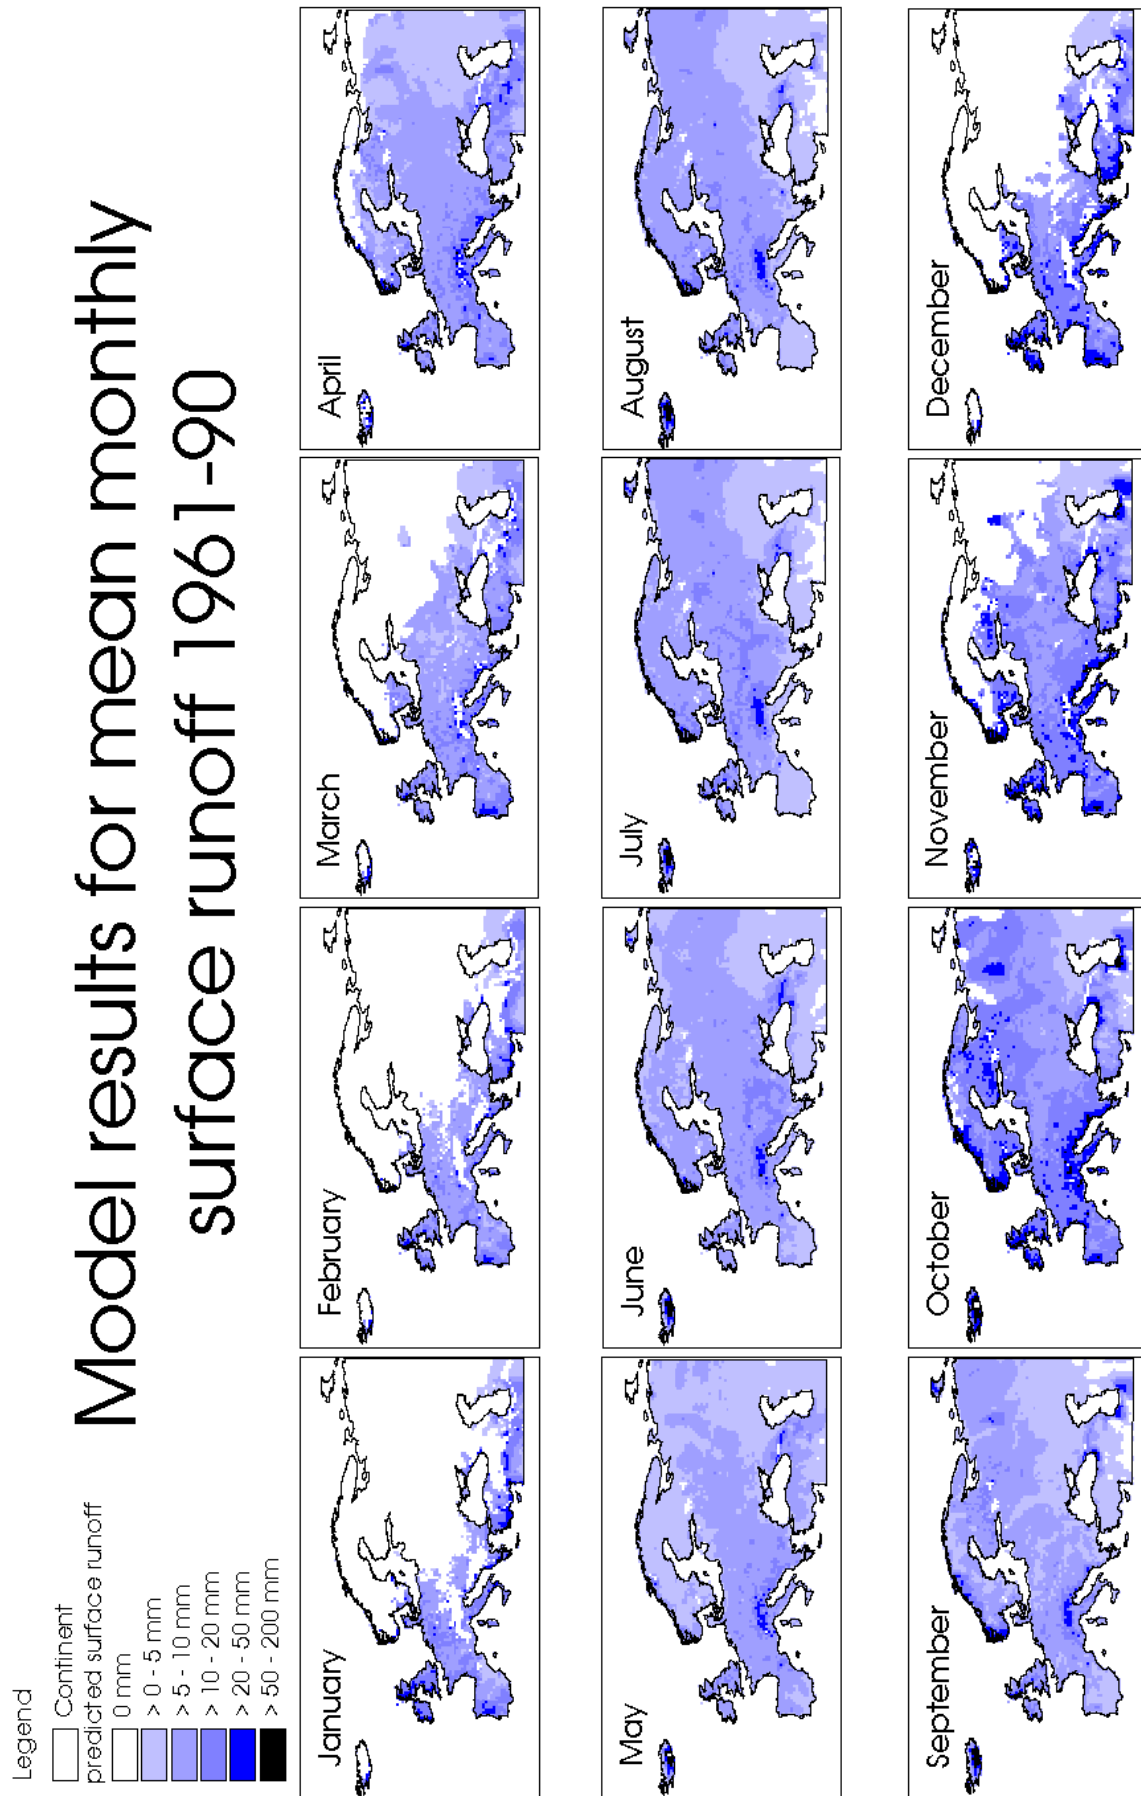 Model results for mean monthly
surface runoff 1961-90
Legend
Continent
predicted surface runoff
0 mm
> 0 - 5 mm
> 5 - 10 mm
> 10 - 20 mm
> 20 - 50 mm
> 50 - 200 mm
January
February
March
April
May
June
July
August
September
October
November
December